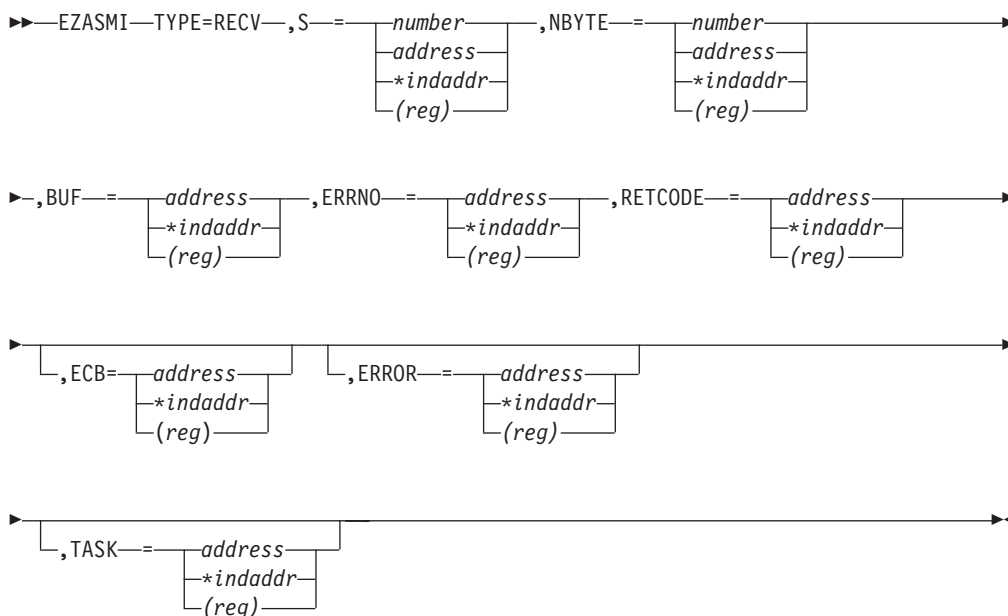 EZASMI TYPE=RECV ,S = number ,NBYTE = number
address address
*indaddr *indaddr
(reg) (reg)
,BUF = address ,ERRNO = address ,RETCODE = address
*indaddr *indaddr *indaddr
(reg) (reg) (reg)
,ECB= address ,ERROR = address
*indaddr *indaddr
(reg) (reg)
,TASK = address
*indaddr
(reg)